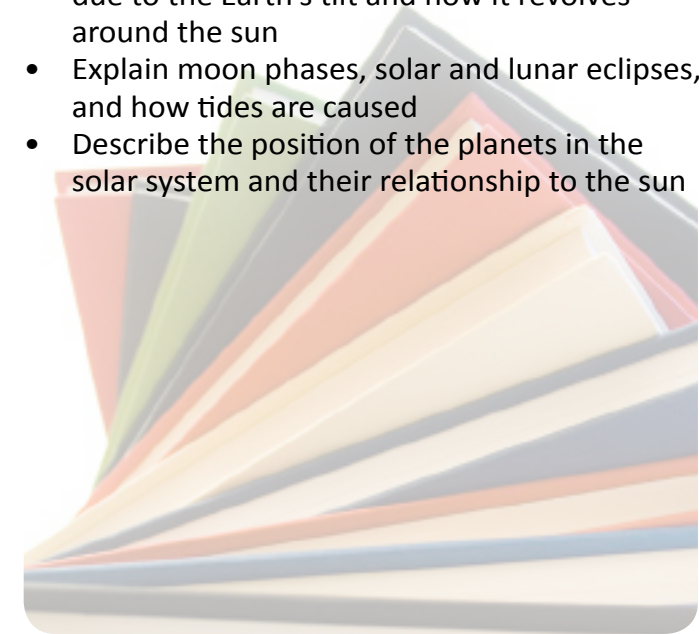 due to the Earth's tilt and how it revolves
around the sun
• Explain moon phases, solar and lunar eclipses,
and how tides are caused
• Describe the position of the planets in the
solar system and their relationship to the sun